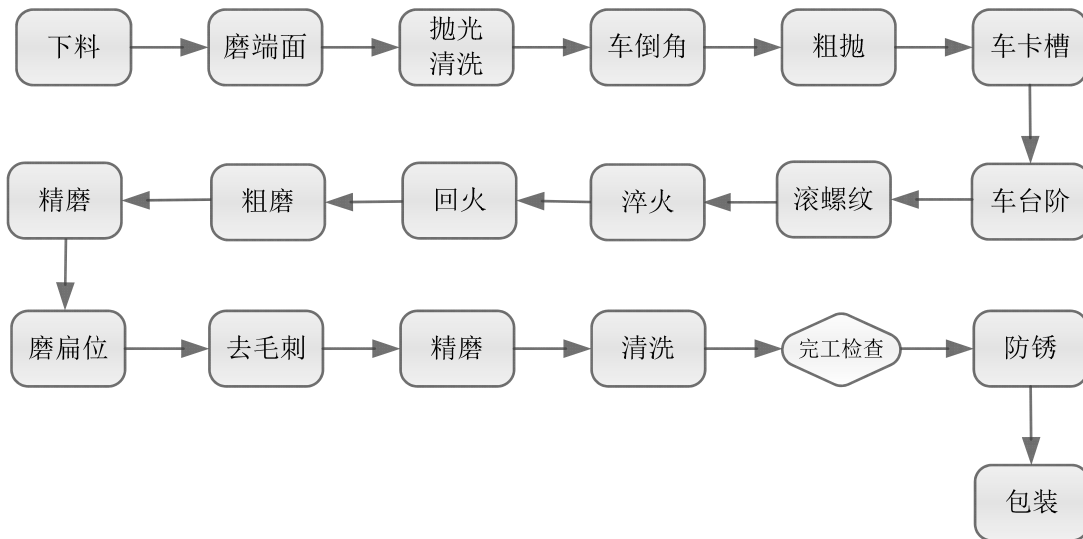 下料
磨端面
抛光
清洗
车倒角
粗抛
车卡槽
车台阶
滚螺纹
淬火
回火
粗磨
精磨
磨扁位
去毛刺
精磨
清洗
完工检查
防锈
包装